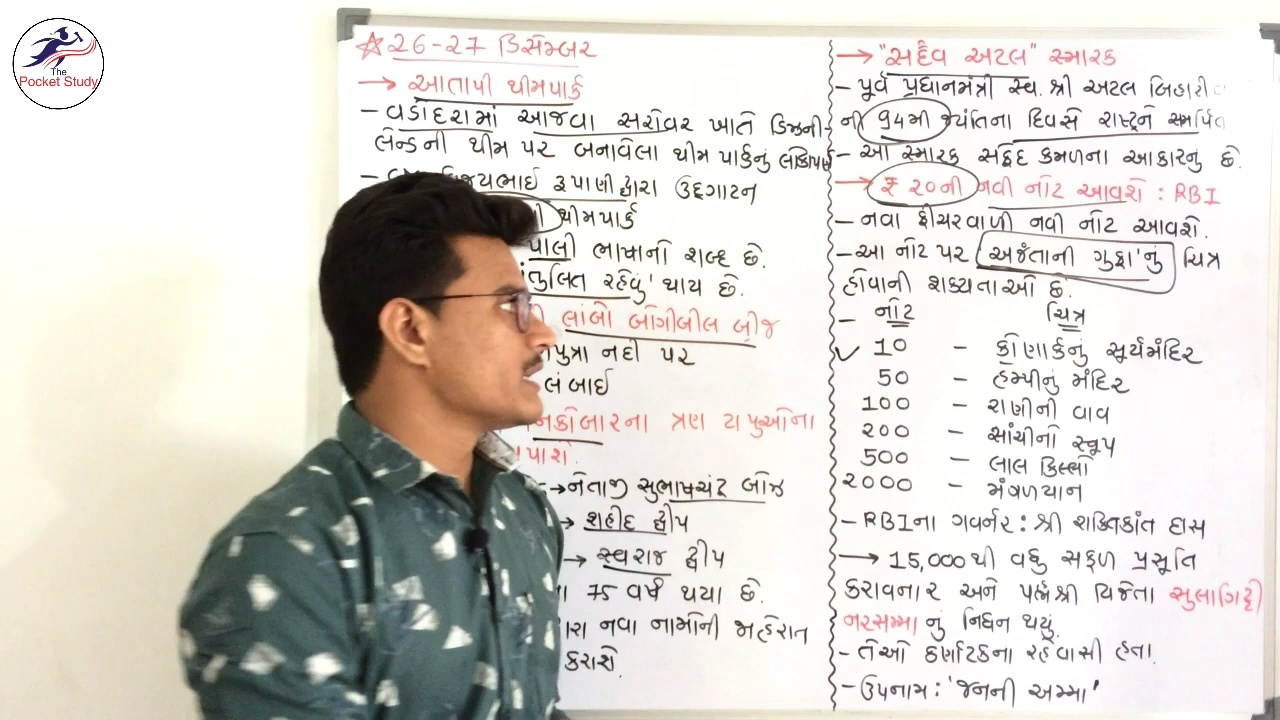 The
Pocket Study
☆ 26-27 ડિસેમ્બર
→ આતાપી થીમપાર્ક
- વડોદરામાં આજવા સરોવર ખાતે ડિઝની-
લેન્ડની થીમ પર બનાવેલા થીમ પાર્કનું લોકાર્પણ
વિજયભાઈ રૂપાણી દ્વારા ઉદ્દગાટન
થીમપાર્ક
પાલી ભાષાનો શબ્દ છે.
સંતુલિત રહેવું' થાય છે.
લાંબો બોગીબીલ બ્રીજ
પુત્રા નદી પર
લંબાઈ
નિકોબારના ત્રણ ટાપુઓના
→ નેતાજી સુભાષચંદ્ર બોઝ
→ શહીદ દ્વીપ
→ સ્વરાજ દ્વીપ
75 વર્ષ થયા છે.
નવા નામોની જાહેરાત
કરાશે.
→ "સદૈવ અટલ" સ્મારક
- પૂર્વ પ્રધાનમંત્રી સ્વ. શ્રી અટલ બિહારી
ની 94મી જયંતિના દિવસે રાષ્ટ્રને સમર્પિત
- આ સ્મારક સફેદ કમળના આકારનું છે.
→ ₹ 20ની નવી નોટ આવશે : RBI
- નવા ફીચરવાળી નવી નોટ આવશે.
- આ નોટ પર 'અજંતાની ગુફા'નું ચિત્ર
હોવાની શક્યતાઓ છે.
- નોટ ચિત્ર
✓ 10 - કોણાર્કનું સૂર્યમંદિર
50 - હમ્પીનું મંદિર
100 - રાણીની વાવ
200 - સાંચીનો સ્તૂપ
500 - લાલ કિલ્લો
2000 - મંગળયાન
- RBIના ગવર્નર : શ્રી શક્તિકાંત દાસ
→ 15,000થી વધુ સફળ પ્રસૂતિ
કરાવનાર અને પદ્મશ્રી વિજેતા સુલાગિટ્ટી
નરસમ્મા નું નિધન થયું.
- તેઓ કર્ણાટકના રહેવાસી હતા.
- ઉપનામ : 'જનની અમ્મા'